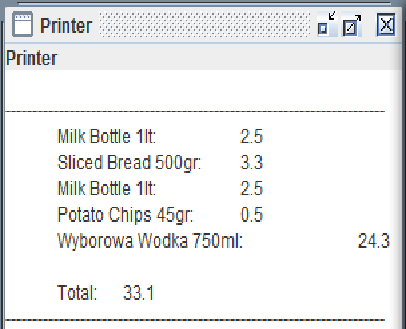 Printer
Printer
Milk Bottle 1lt: 2.5
Sliced Bread 500gr: 3.3
Milk Bottle 1lt: 2.5
Potato Chips 45gr: 0.5
Wyborowa Wodka 750ml: 24.3
Total: 33.1